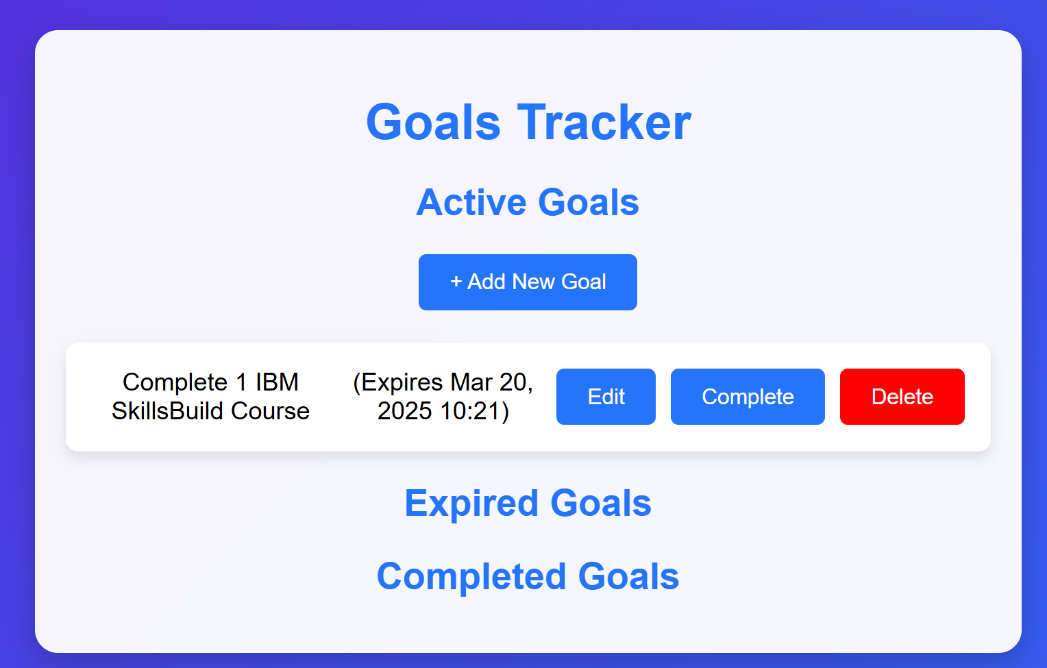 Goals Tracker
Active Goals
+ Add New Goal
Complete 1 IBM
SkillsBuild Course
(Expires Mar 20,
2025 10:21)
Edit
Complete
Delete
Expired Goals
Completed Goals